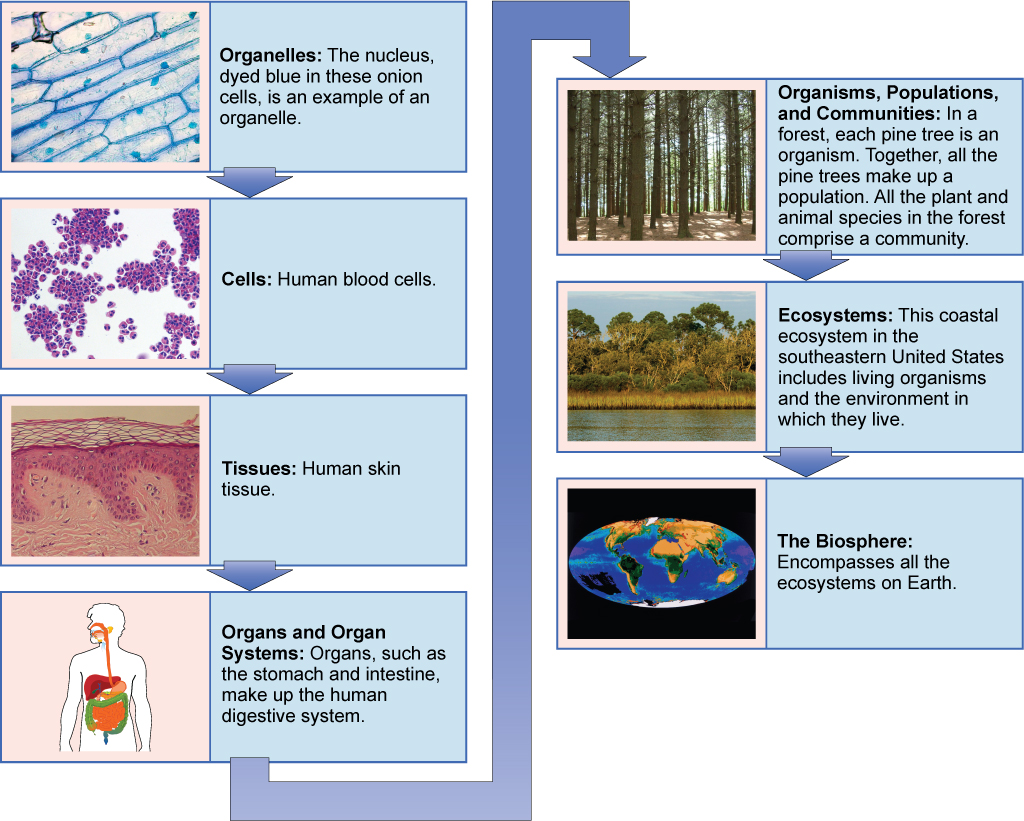 Organelles: The nucleus,
dyed blue in these onion
cells, is an example of an
organelle.
Cells: Human blood cells.
Tissues: Human skin
tissue.
Organs and Organ
Systems: Organs, such as
the stomach and intestine,
make up the human
digestive system.
Organisms, Populations,
and Communities: In a
forest, each pine tree is an
organism. Together, all the
pine trees make up a
population. All the plant and
animal species in the forest
comprise a community.
Ecosystems: This coastal
ecosystem in the
southeastern United States
includes living organisms
and the environment in
which they live.
The Biosphere:
Encompasses all the
ecosystems on Earth.